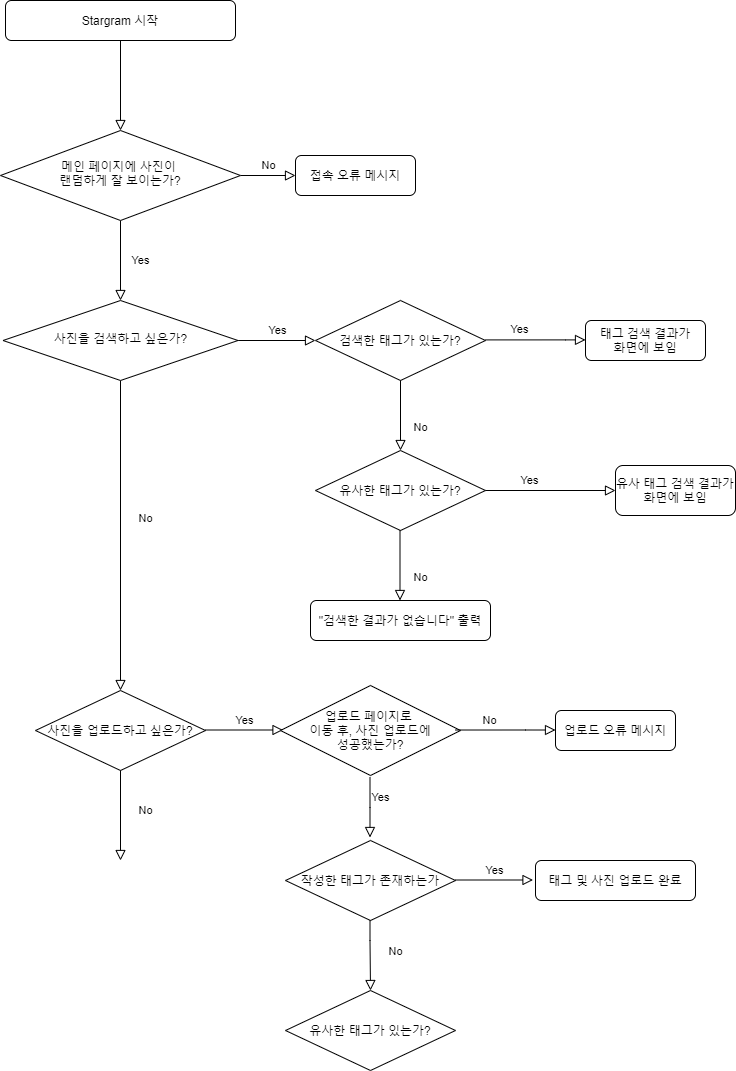 Stargram 시작
메인 페이지에 사진이
랜덤하게 잘 보이는가?
No
접속 오류 메시지
Yes
사진을 검색하고 싶은가?
Yes
검색한 태그가 있는가?
Yes
태그 검색 결과가
화면에 보임
No
유사한 태그가 있는가?
Yes
유사 태그 검색 결과가
화면에 보임
No
No
"검색한 결과가 없습니다" 출력
사진을 업로드하고 싶은가?
Yes
업로드 페이지로
이동 후, 사진 업로드에
성공했는가?
No
업로드 오류 메시지
Yes
No
작성한 태그가 존재하는가
Yes
태그 및 사진 업로드 완료
No
유사한 태그가 있는가?